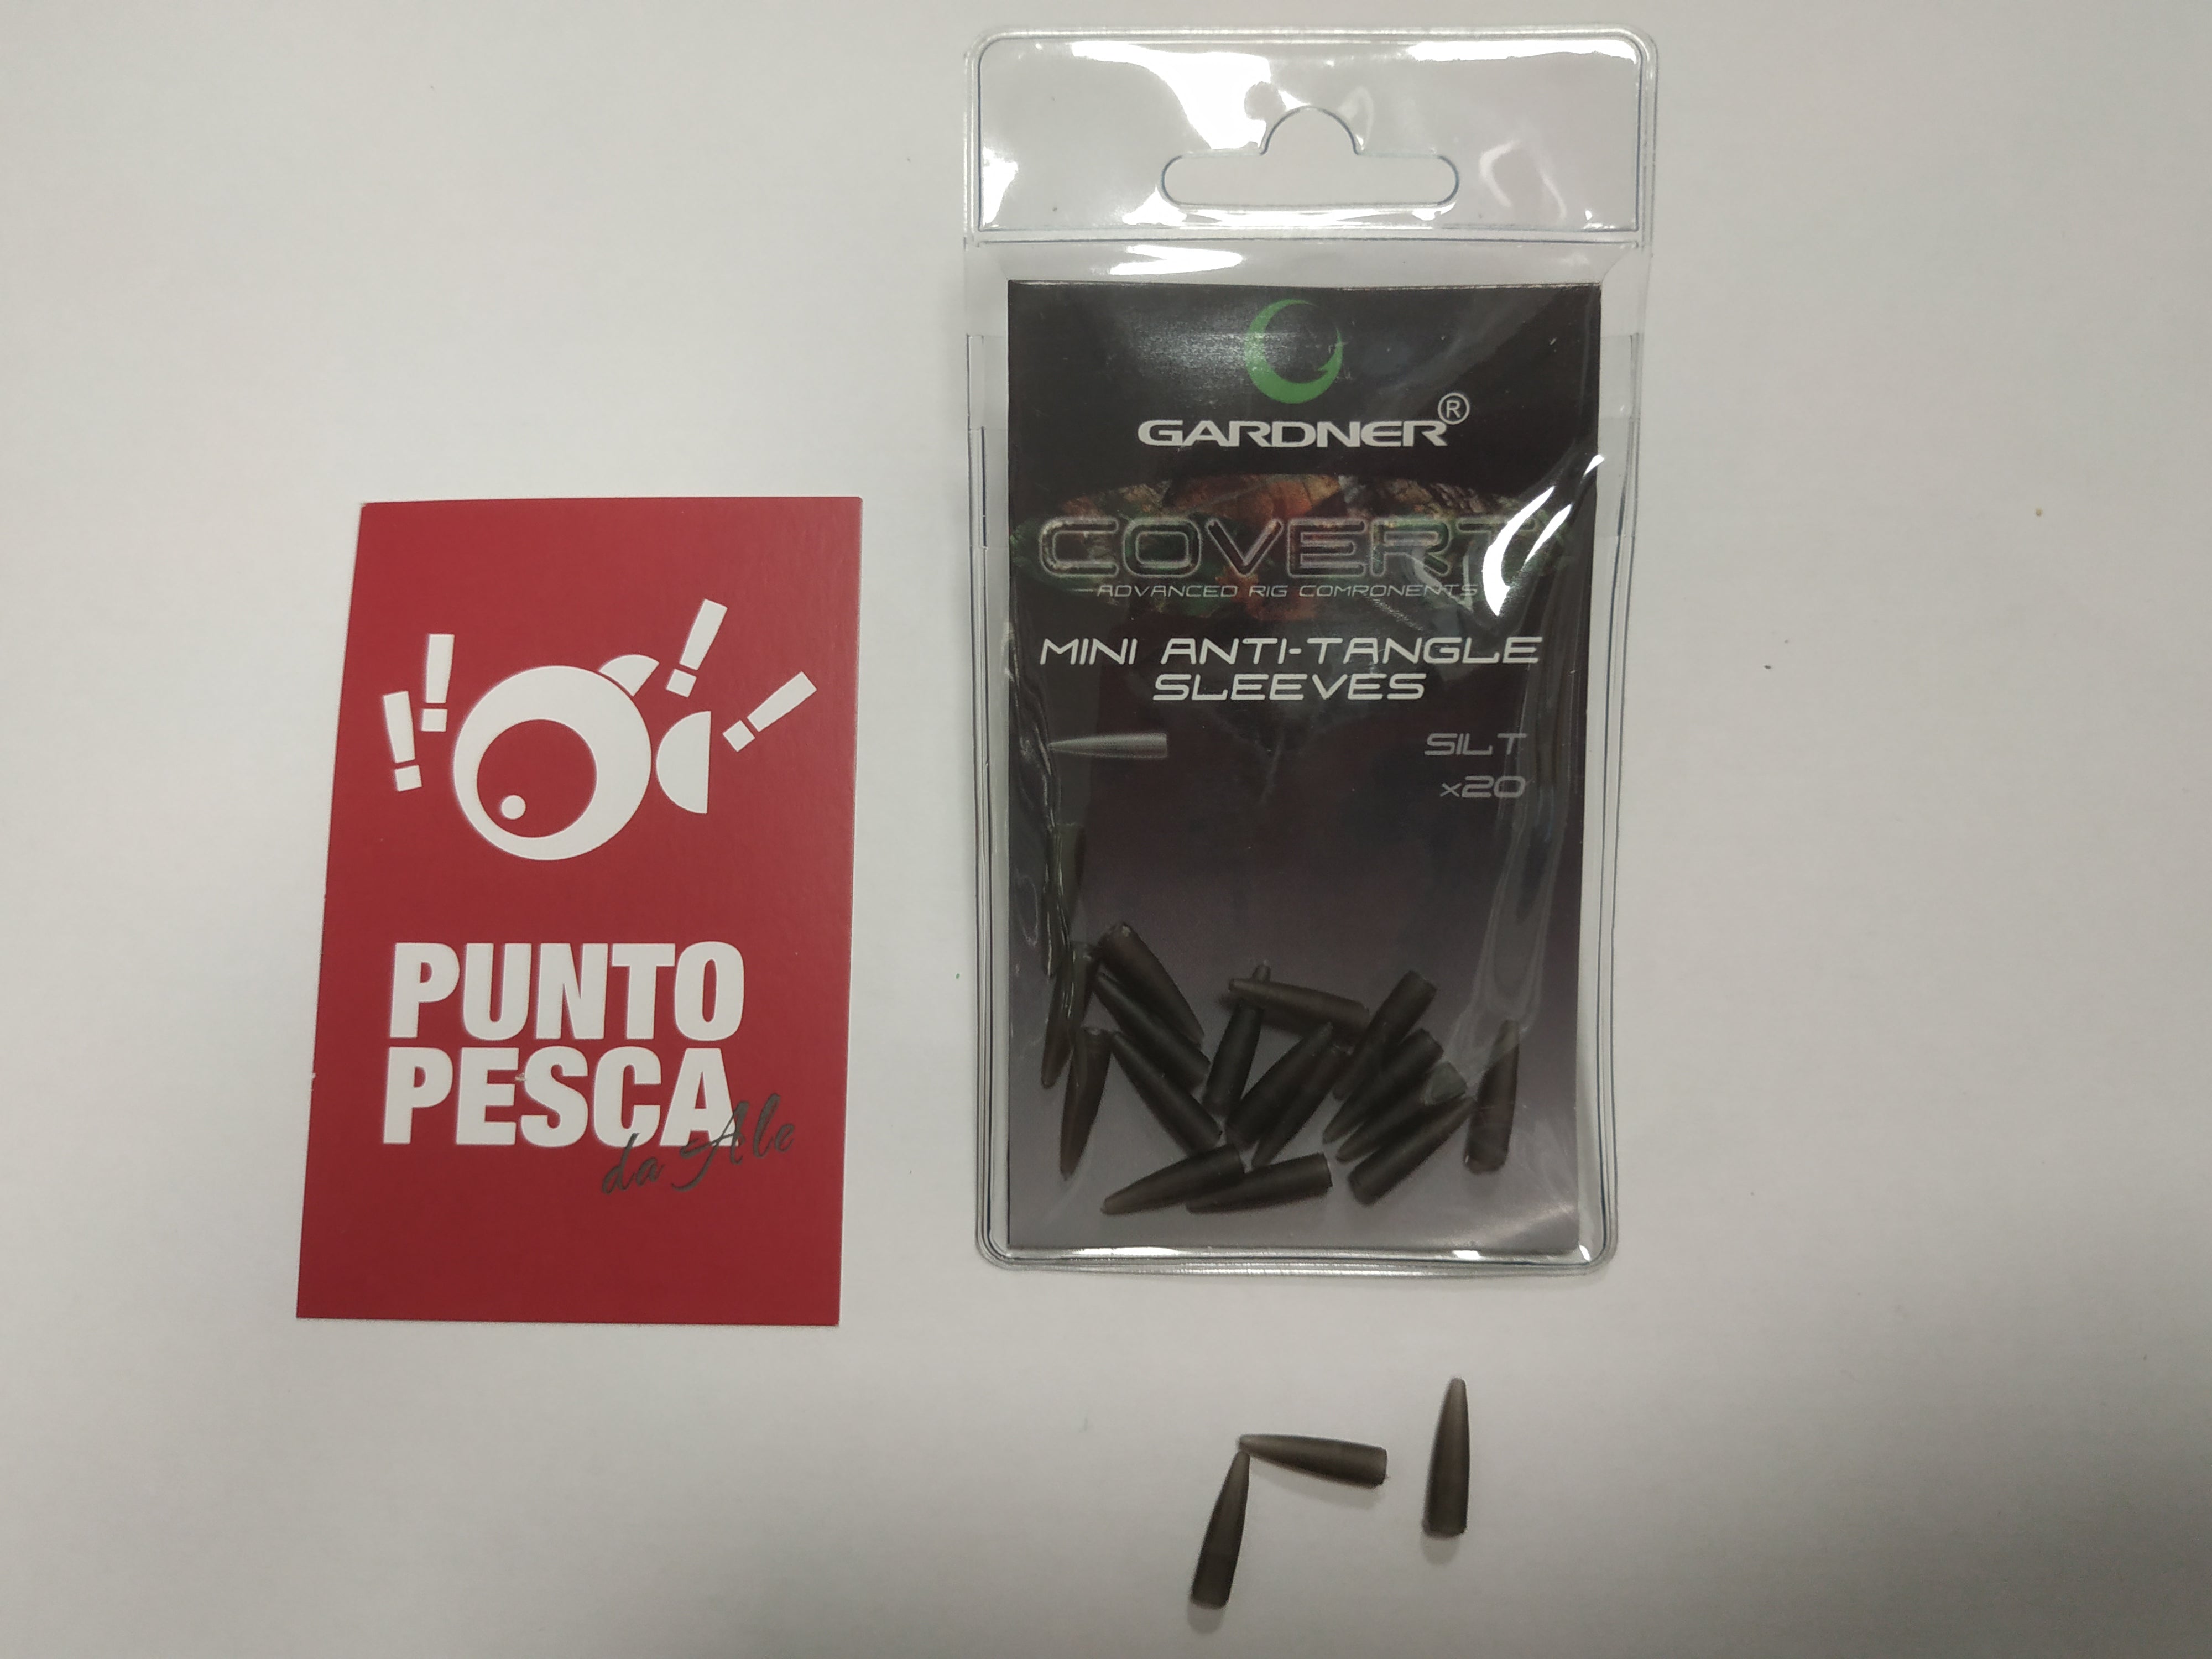 PUNTO
PESCA
da Ale
GARDNER®
COVERT
ADVANCED RIG COMPONENTS
MINI ANTI-TANGLE
SLEEVES
SILT
x20